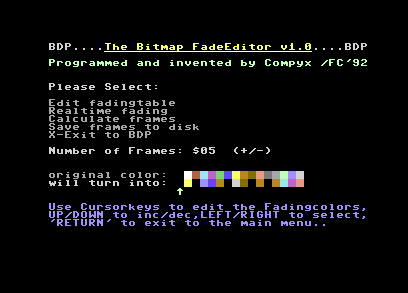 BDP....The Bitmap FadeEditor v1.0....BDP
Programmed and invented by Compyx /FC'92
Please Select:
Edit fadingtable
Realtime fading
Calculate frames
Save frames to disk
X-Exit to BDP
Number of Frames: $05 (+/-)
original color:
will turn into:
Use Cursorkeys to edit the Fadingcolors,
UP/DOWN to inc/dec,LEFT/RIGHT to select,
'RETURN' to exit to the main menu..